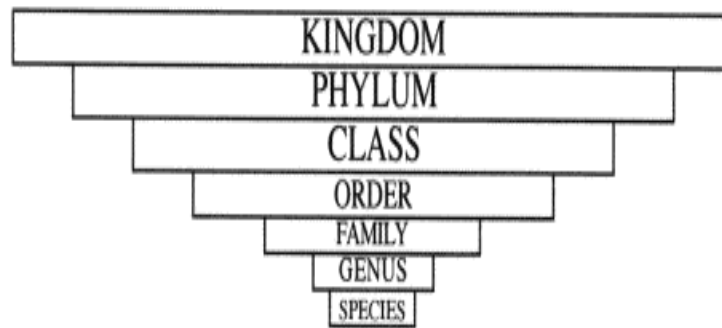 KINGDOM
PHYLUM
CLASS
ORDER
FAMILY
GENUS
SPECIES